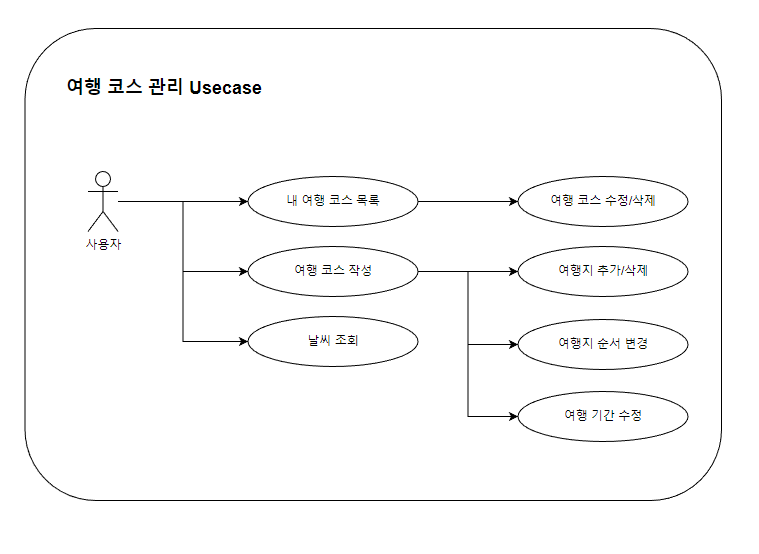 여행 코스 관리 Usecase
사용자
내 여행 코스 목록
여행 코스 수정/삭제
여행 코스 작성
여행지 추가/삭제
날씨 조회
여행지 순서 변경
여행 기간 수정